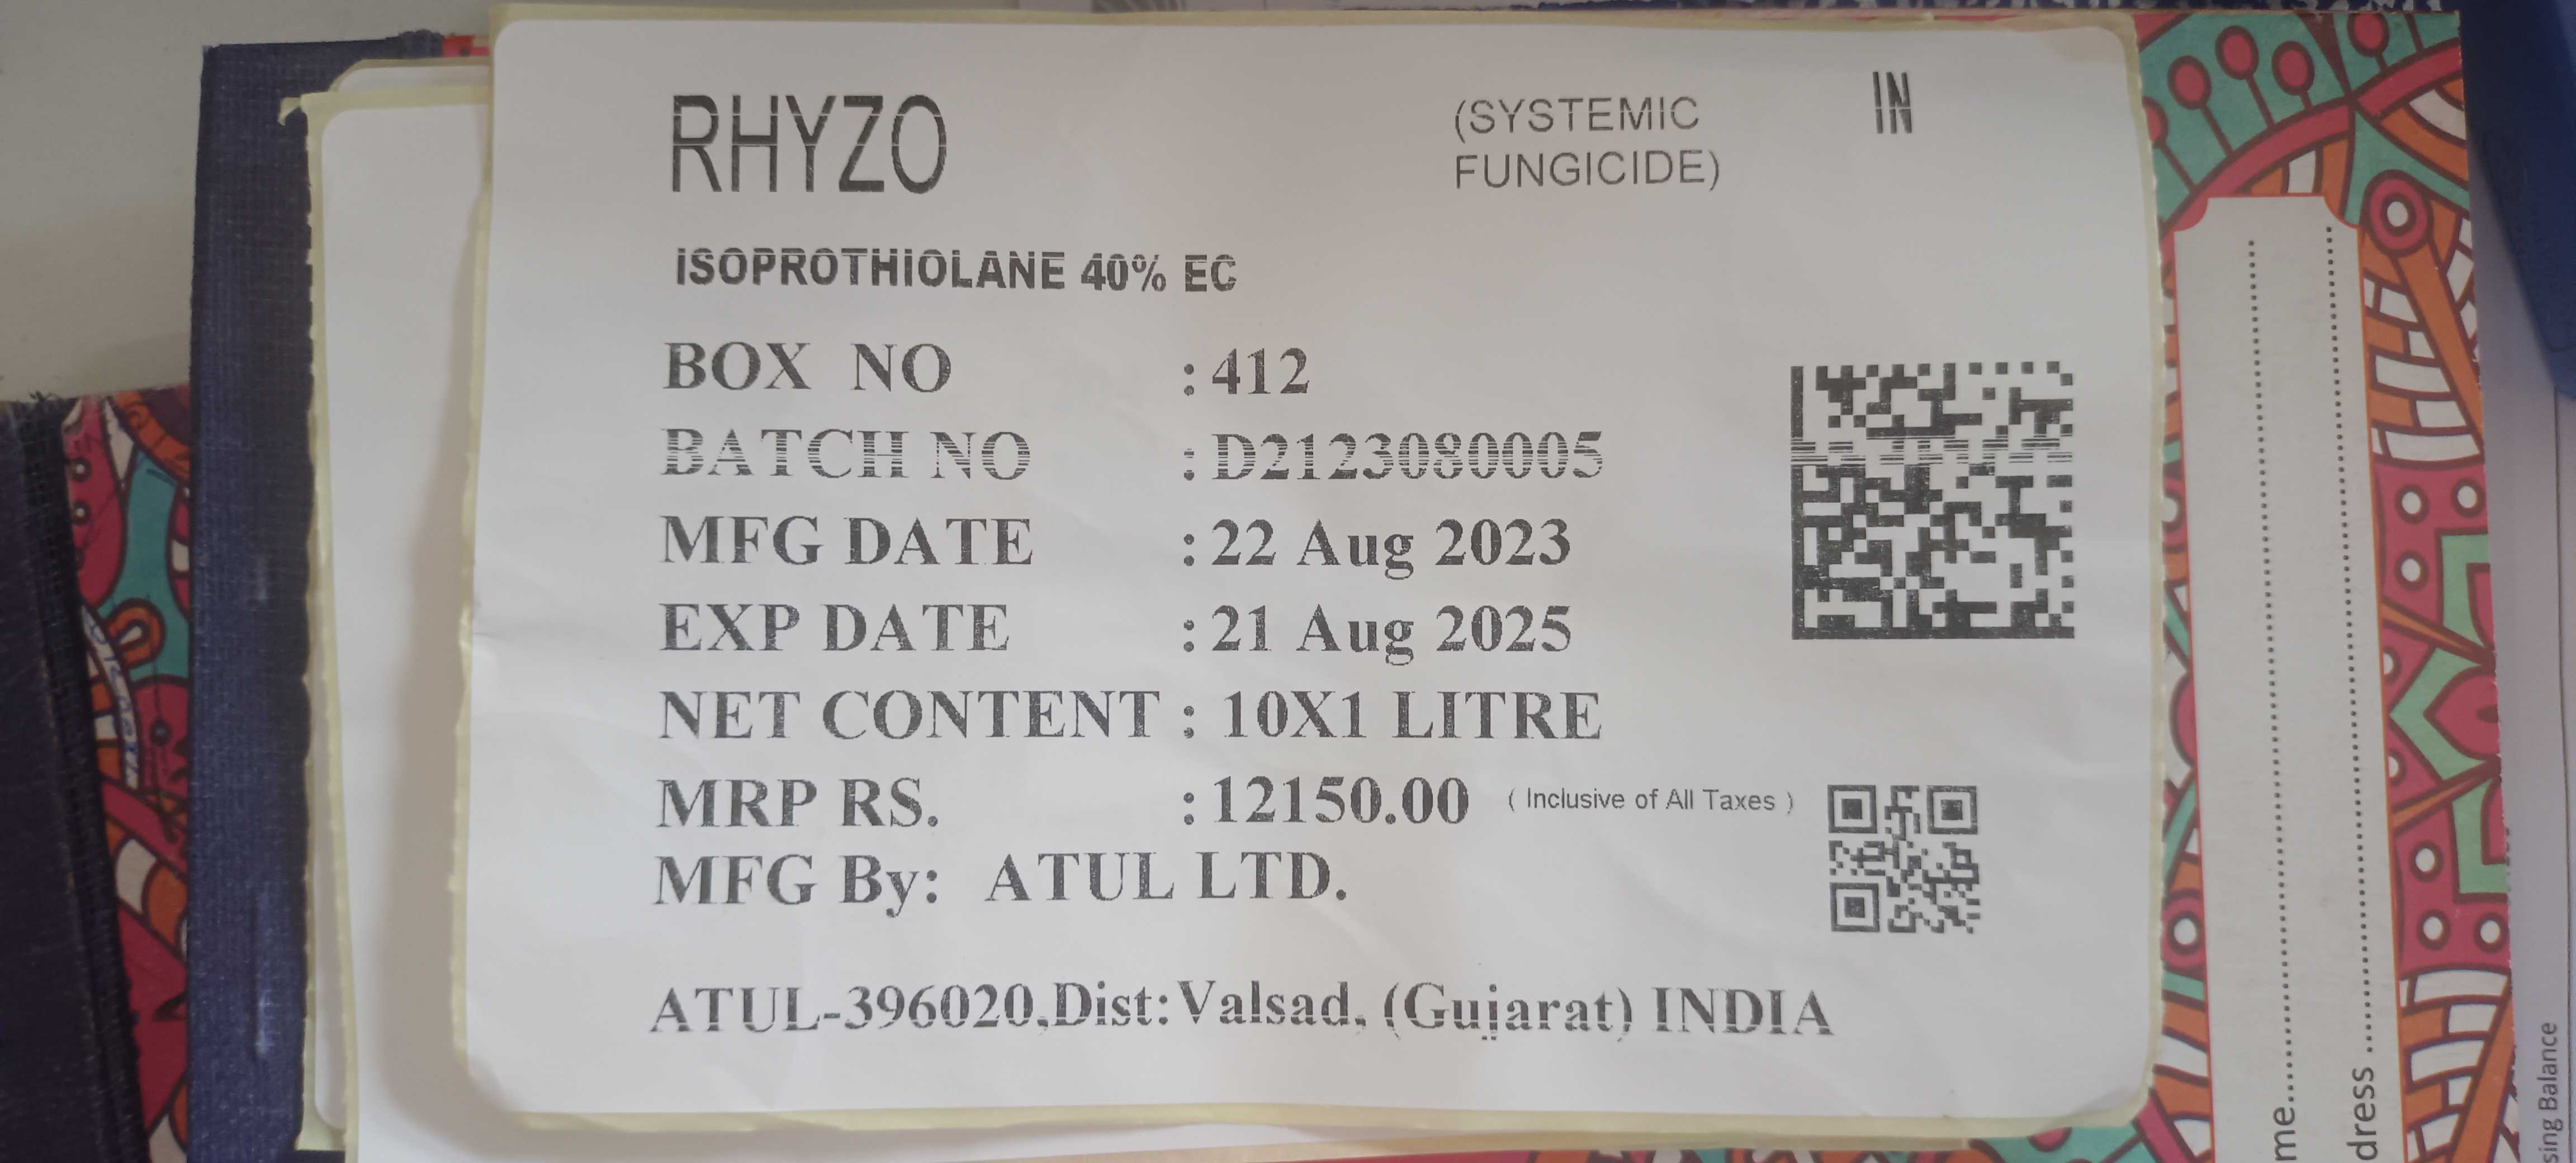 RHYZO
(SYSTEMIC
FUNGICIDE)
IN
ISOPROTHIOLANE 40% EC
BOX NO : 412
BATCH NO : D2123080005
MFG DATE : 22 Aug 2023
EXP DATE : 21 Aug 2025
NET CONTENT : 10X1 LITRE
MRP RS. : 12150.00 ( Inclusive of All Taxes )
MFG By: ATUL LTD.
ATUL-396020,Dist:Valsad, (Gujarat) INDIA